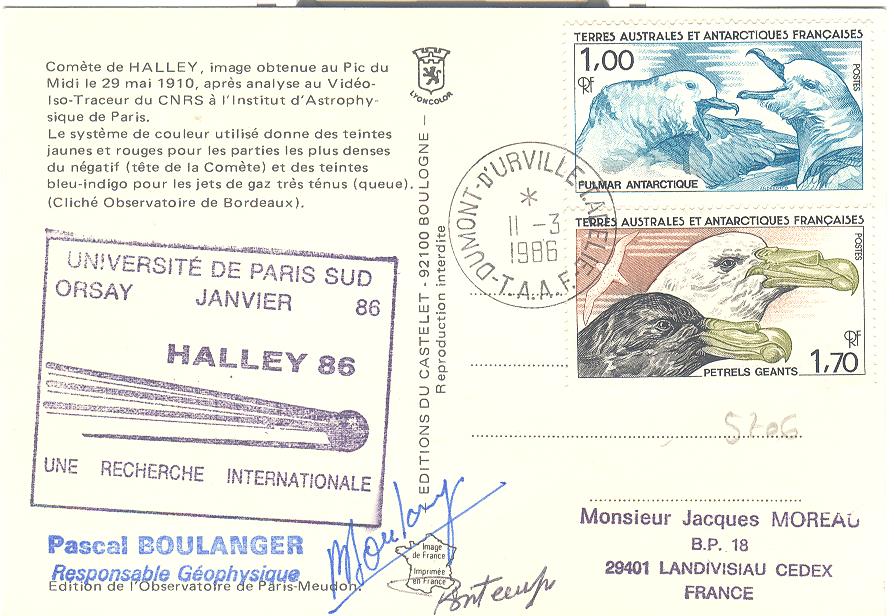 Comète de HALLEY, image obtenue au Pic du
Midi le 29 mai 1910, après analyse au Vidéo-
Iso-Traceur du CNRS à l'Institut d'Astrophy-
sique de Paris.
Le système de couleur utilisé donne des teintes
jaunes et rouges pour les parties les plus denses
du négatif (tête de la Comète) et des teintes
bleu-indigo pour les jets de gaz très ténus (queue).
(Cliché Observatoire de Bordeaux).
UNIVERSITÉ DE PARIS SUD
ORSAY JANVIER 86
HALLEY 86
UNE RECHERCHE INTERNATIONALE
Pascal BOULANGER
Responsable Géophysique
Edition de l'Observatoire de Paris-Meudon.
LYONCOLOR
EDITIONS DU CASTELET - 92100 BOULOGNE -
Reproduction interdite
Image
de France
Imprimée
en France
TERRES AUSTRALES ET ANTARCTIQUES FRANÇAISES
1,00
RF
POSTES
FULMAR ANTARCTIQUE
DUMONT-D'URVILLE-T.ADELIE
*
11 -3
1986
-T.A.A.F.-
TERRES AUSTRALES ET ANTARCTIQUES FRANÇAISES
POSTES
RF
1,70
PETRELS GEANTS
Monsieur Jacques MOREAU
B.P. 18
29401 LANDIVISIAU CEDEX
FRANCE